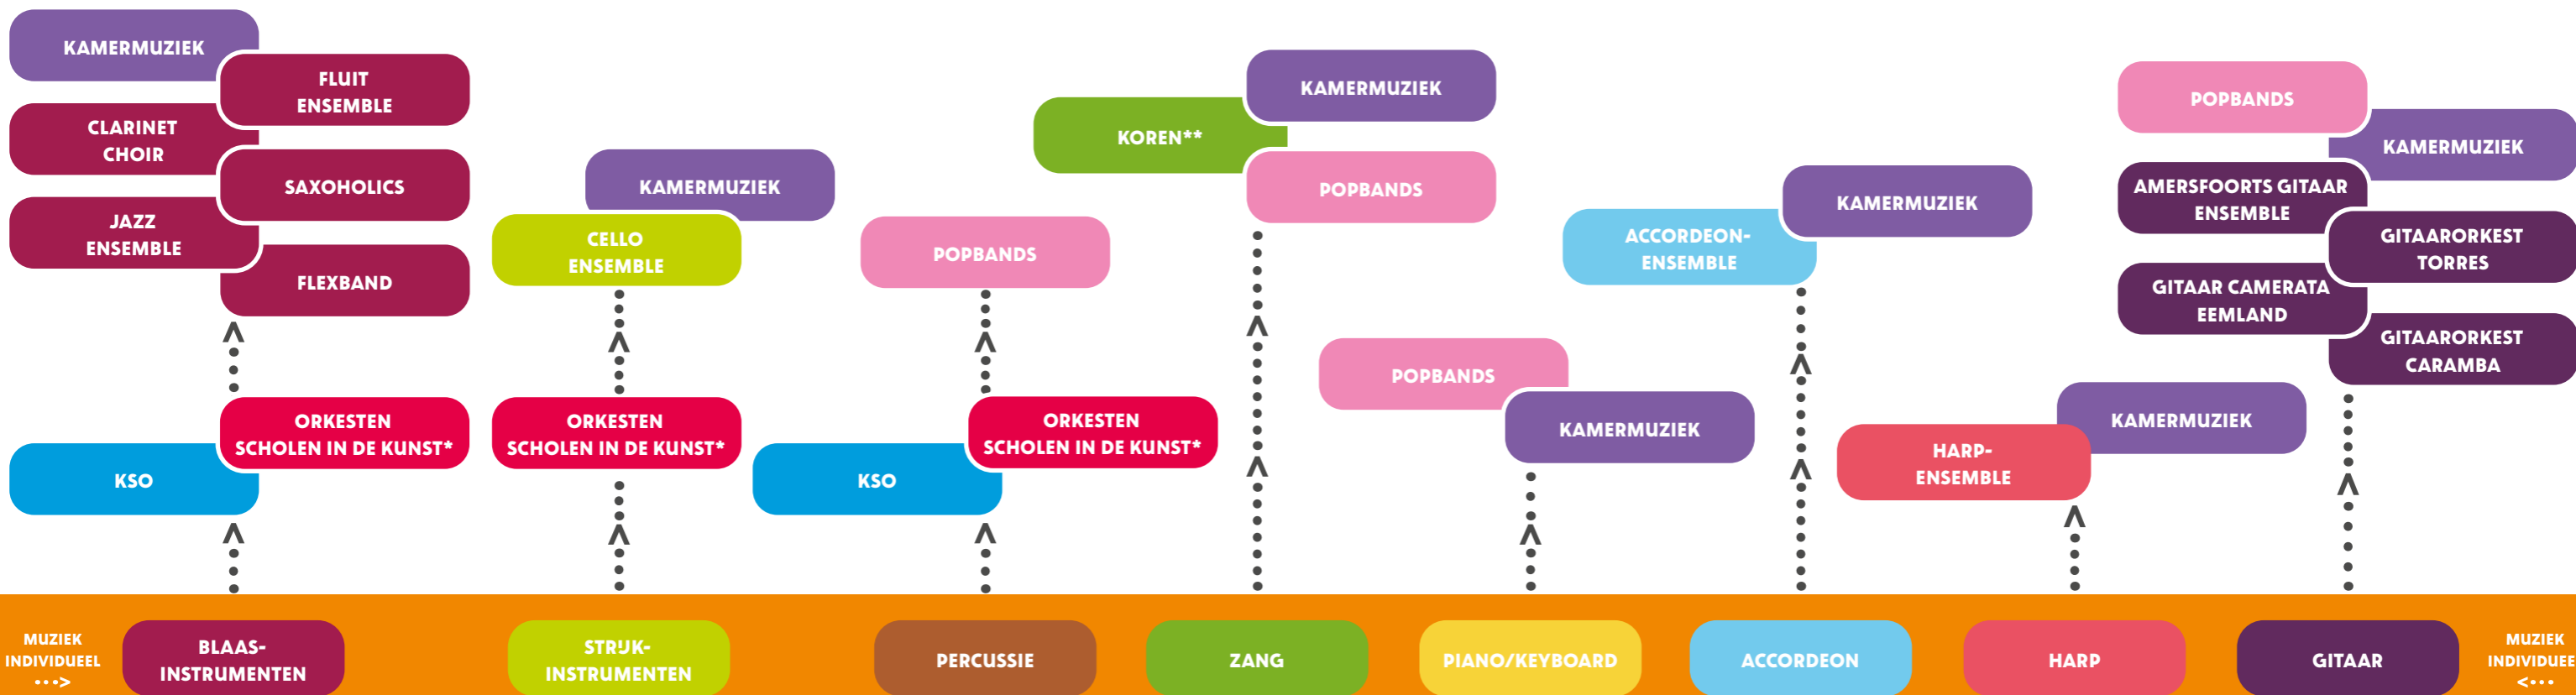 KAMERMUZIEK
FLUIT
ENSEMBLE
CLARINET
CHOIR
SAXOHOLICS
JAZZ
ENSEMBLE
FLEXBAND
ORKESTEN
SCHOLEN IN DE KUNST*
KSO
KAMERMUZIEK
CELLO
ENSEMBLE
ORKESTEN
SCHOLEN IN DE KUNST*
POPBANDS
ORKESTEN
SCHOLEN IN DE KUNST*
KSO
KAMERMUZIEK
KOREN**
POPBANDS
POPBANDS
KAMERMUZIEK
KAMERMUZIEK
ACCORDEON-
ENSEMBLE
KAMERMUZIEK
HARP-
ENSEMBLE
POPBANDS
KAMERMUZIEK
AMERSFOORTS GITAAR
ENSEMBLE
GITAARORKEST
TORRES
GITAAR CAMERATA
EEMLAND
GITAARORKEST
CARAMBA
MUZIEK
INDIVIDUEEL
•••>
BLAAS-
INSTRUMENTEN
STRIJK-
INSTRUMENTEN
PERCUSSIE
ZANG
PIANO/KEYBOARD
ACCORDEON
HARP
GITAAR
MUZIEK
INDIVIDUEE
<•••